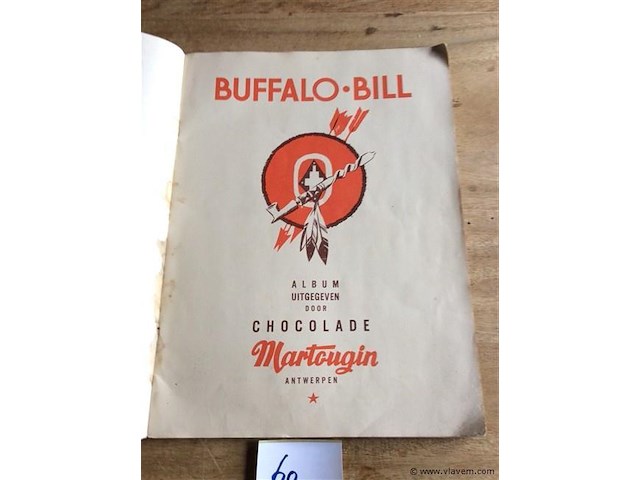 BUFFALO•BILL
ALBUM
UITGEGEVEN
DOOR
CHOCOLADE
Martougin
ANTWERPEN
60
© www.vlavem.com